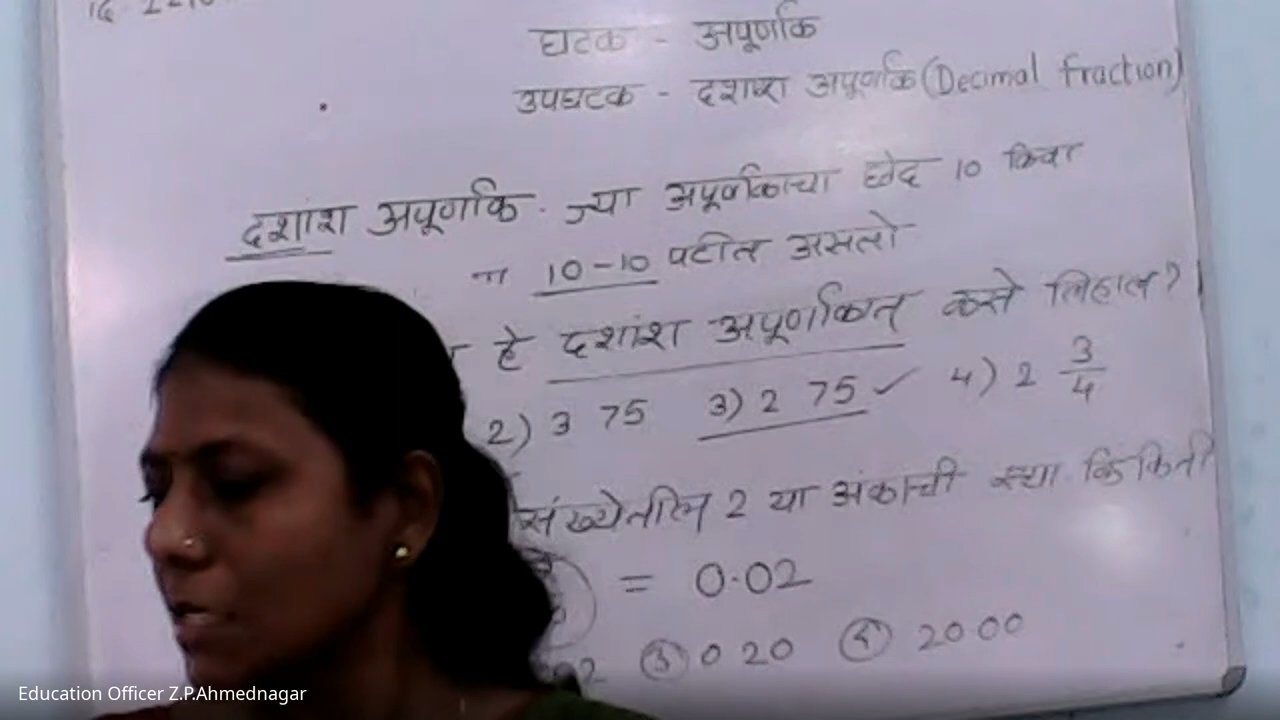 घटक - अपूर्णांक
उपघटक - दशांश अपूर्णांक (Decimal fraction)
दशांश अपूर्णांक - ज्या अपूर्णांकाचा छेद 10 किंवा
10-10 पटीत असतो
हे दशांश अपूर्णांकात कसे लिहाल?
2) 3 75 3) 2 75 ✓ 4) 2 3/4
संख्येतील 2 या अंकाची स्था किं किती
= 0.02
02 ③ 0 20 ④ 20 00
Education Officer Z.P.Ahmednagar